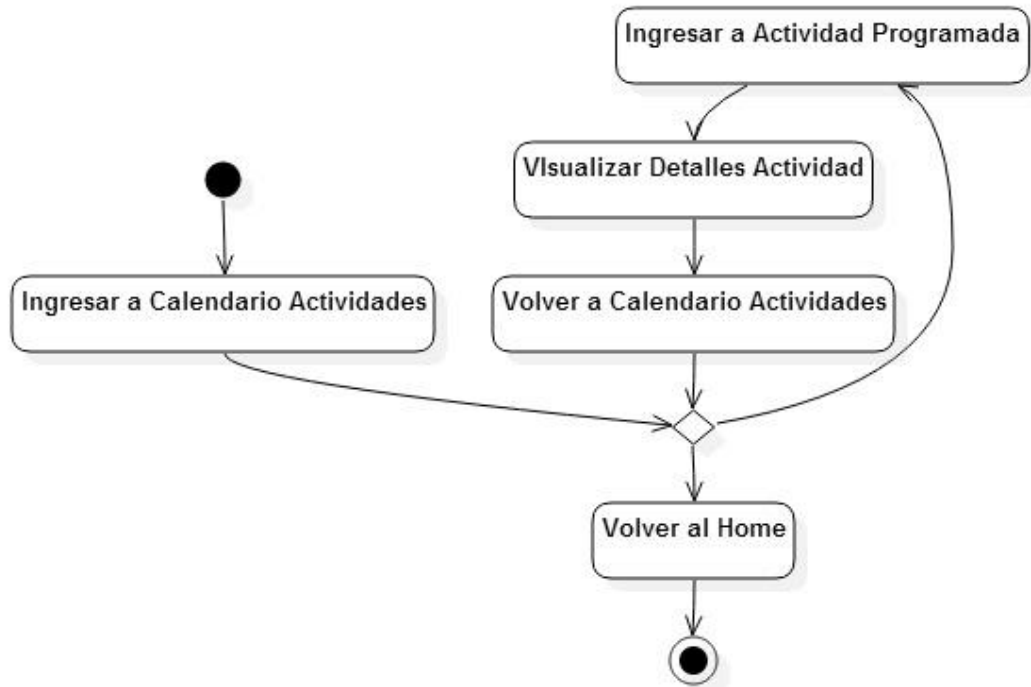 Ingresar a Actividad Programada
VIsualizar Detalles Actividad
Ingresar a Calendario Actividades
Volver a Calendario Actividades
Volver al Home